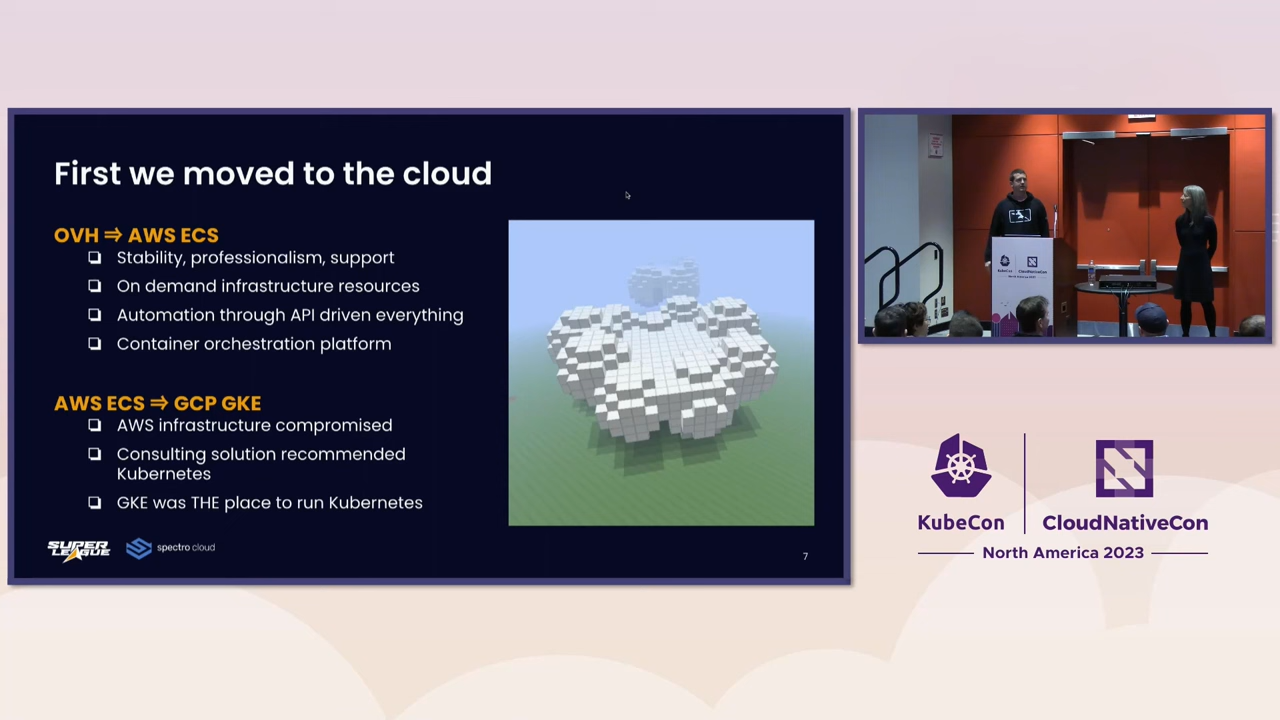 First we moved to the cloud
OVH ⇒ AWS ECS
❏ Stability, professionalism, support
❏ On demand infrastructure resources
❏ Automation through API driven everything
❏ Container orchestration platform
AWS ECS ⇒ GCP GKE
❏ AWS infrastructure compromised
❏ Consulting solution recommended
Kubernetes
❏ GKE was THE place to run Kubernetes
SUPER
LEAGUE
spectro cloud
7
KubeCon
CloudNativeCon
North America 2023